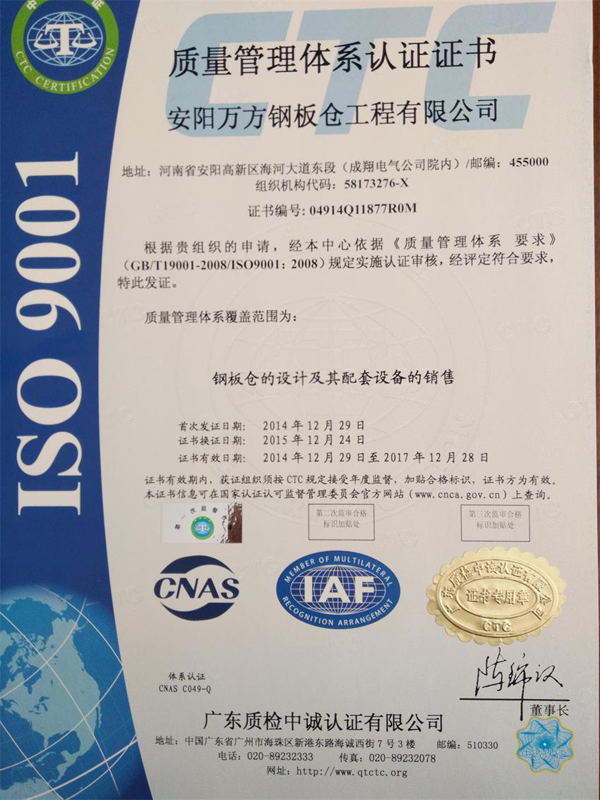 CTC
CTC CERTIFICATION
ISO 9001
质量管理体系认证证书
安阳万方钢板仓工程有限公司
地址：河南省安阳高新区海河大道东段（成翔电气公司院内）/邮编：455000
组织机构代码：58173276-X
证书编号: 04914Q11877R0M
根据贵组织的申请，经本中心依据《质量管理体系 要求》
（GB/T19001-2008/ISO9001：2008）规定实施认证审核，经评定符合要求，
特此发证。
质量管理体系覆盖范围为：
钢板仓的设计及其配套设备的销售
首次发证日期： 2014 年 12 月 29 日
证书换证日期： 2015 年 12 月 24 日
证书有效日期： 2014 年 12 月 29 日至 2017 年 12 月 28 日
证书有效期内，获证组织须按 CTC 规定接受年度监督，加贴合格标识，证书方为有效。
本证书信息可在国家认证认可监督管理委员会官方网站（www.cnca.gov.cn）上查询。
第二次监审合格
标识加贴处
第三次监审合格
标识加贴处
CNAS
MEMBER OF MULTILATERAL
IAF
RECOGNITION ARRANGEMENT
证书专用章
CTC
体系认证
CNAS C049-Q
董事长
广东质检中诚认证有限公司
地址：中国广东省广州市海珠区新港东路海诚西街 7 号 3 楼 邮编：510330
电话：020-89232333 传真：020-89232078
网址：http://www.qtctc.org